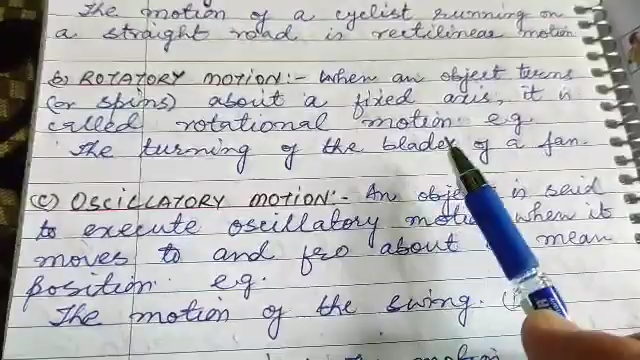 The motion of a cyclist running on
a straight road is rectilinear motion
(b) ROTATORY MOTION:- When an object terns
(or spins) about a fixed axis, it is
called rotational motion. e.g.
The turning of the blades of a fan.
(c) OSCILLATORY MOTION:- An object is said
to execute oscillatory motion when it
moves to and fro about mean
position. e.g.
The motion of the swing.